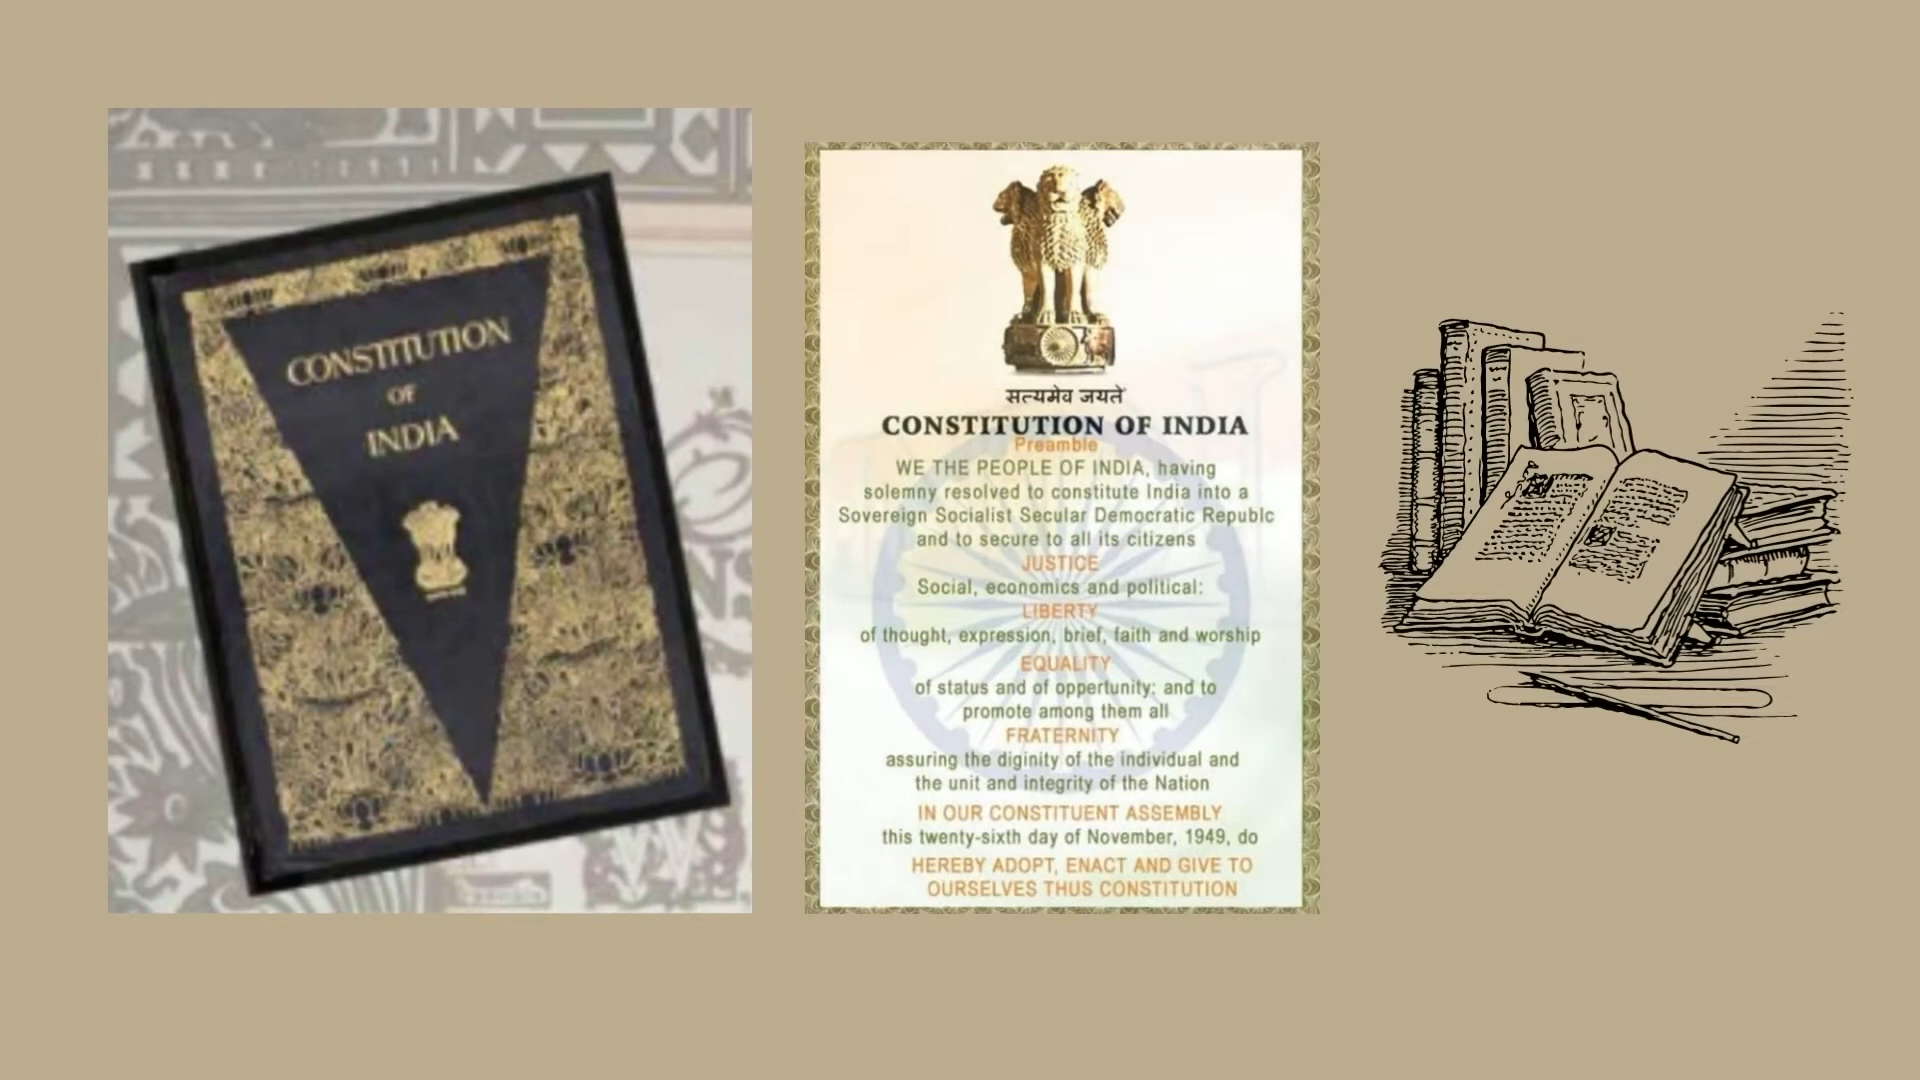 CONSTITUTION
OF
INDIA
सत्यमेव जयते
CONSTITUTION OF INDIA
Preamble
WE THE PEOPLE OF INDIA, having
solemny resolved to constitute India into a
Sovereign Socialist Secular Democratic Republc
and to secure to all its citizens
JUSTICE
Social, economics and political:
LIBERTY
of thought, expression, brief, faith and worship
EQUALITY
of status and of opportunity: and to
promote among them all
FRATERNITY
assuring the diginity of the individual and
the unit and integrity of the Nation
IN OUR CONSTITUENT ASSEMBLY
this twenty-sixth day of November, 1949, do
HEREBY ADOPT, ENACT AND GIVE TO
OURSELVES THUS CONSTITUTION